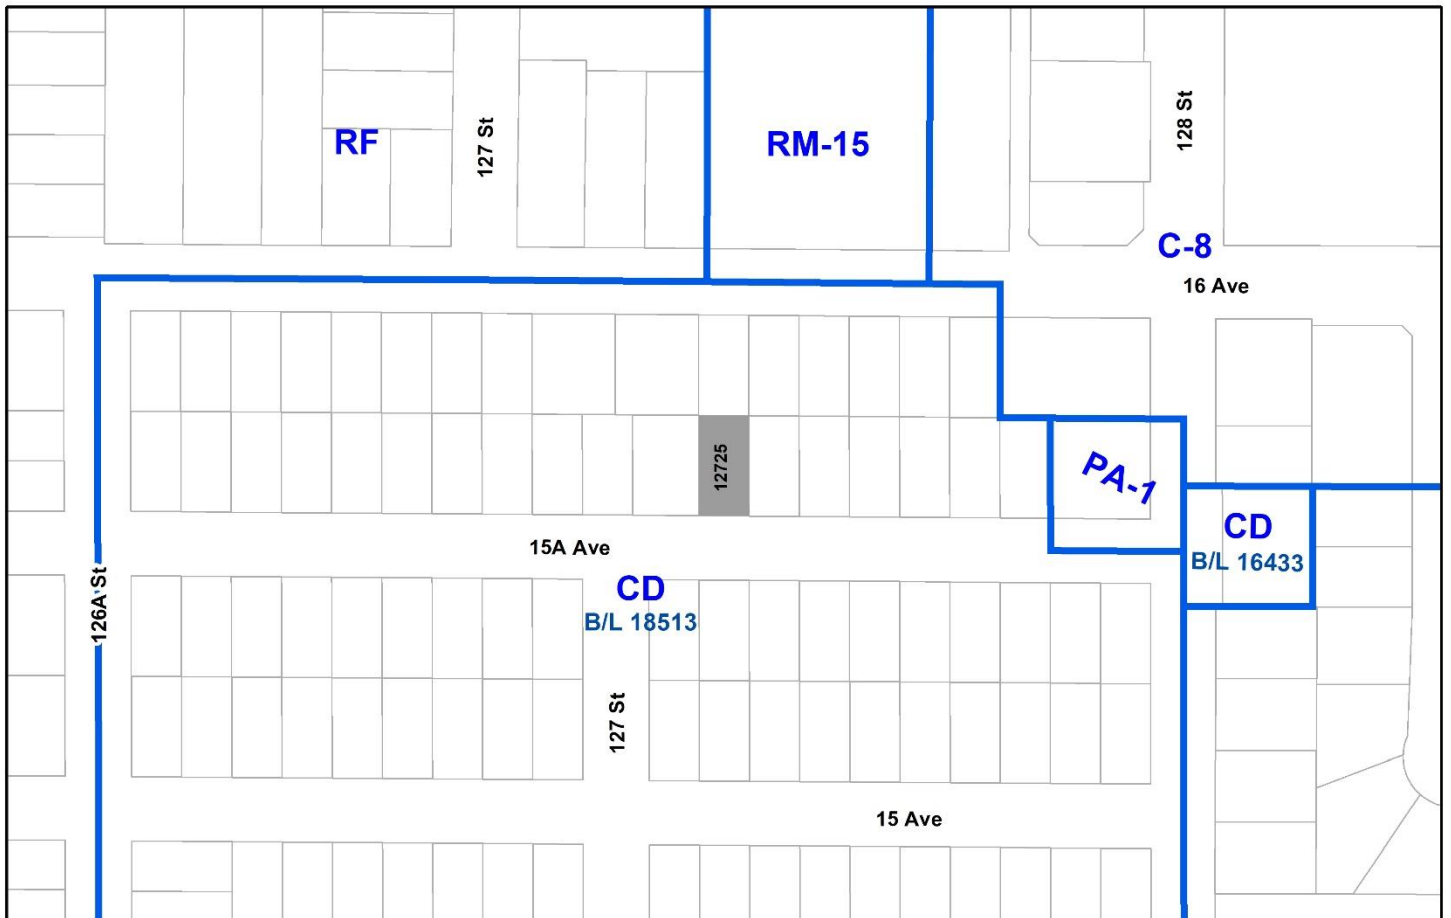 RF
127 St
RM-15
128 St
C-8
16 Ave
12725
PA-1
CD
B/L 16433
15A Ave
126A St
CD
B/L 18513
127 St
15 Ave